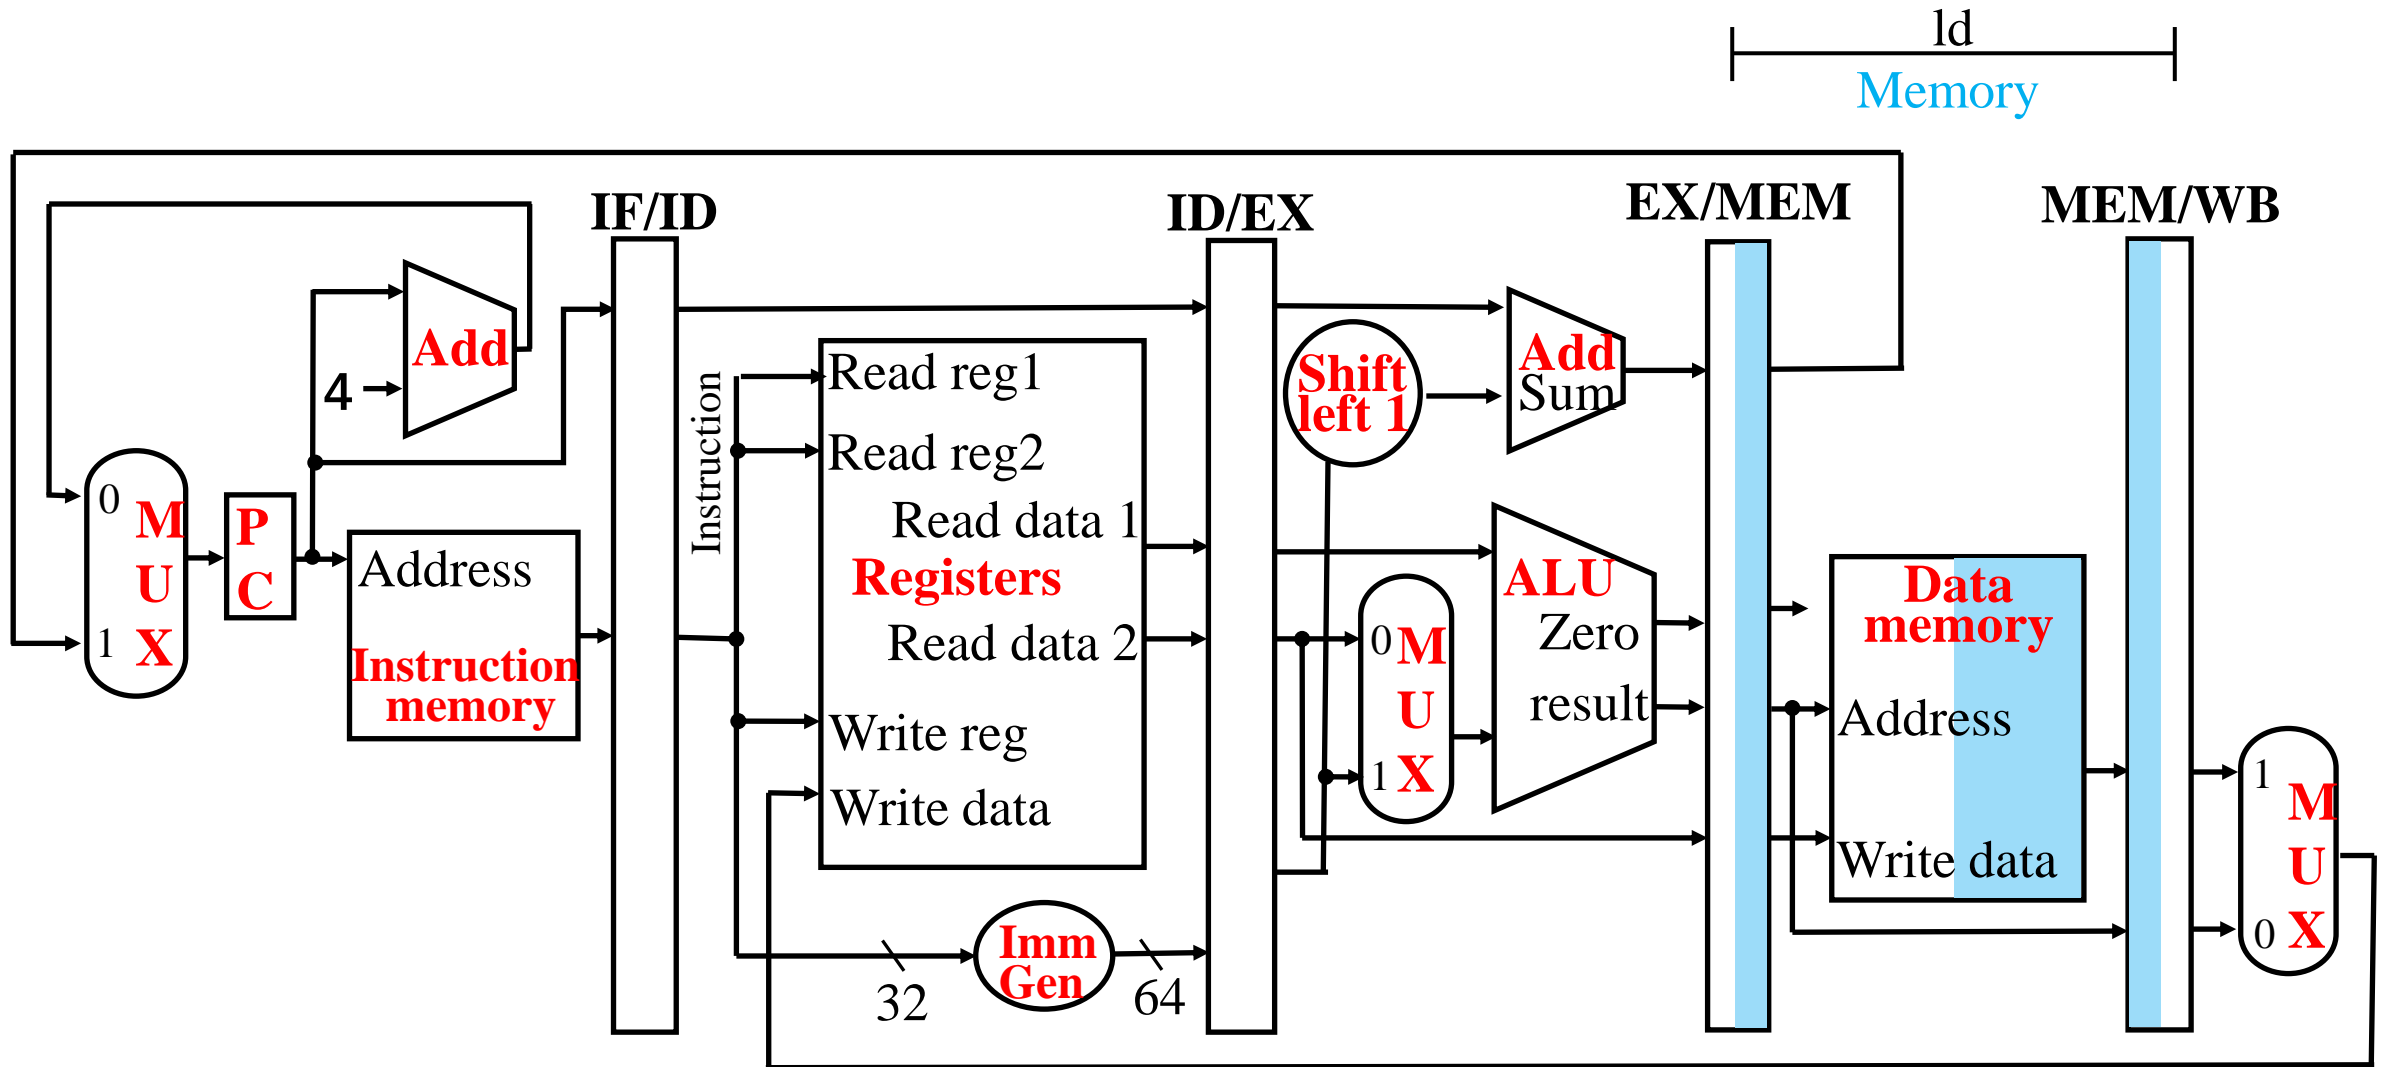 ld
Memory
IF/ID
ID/EX
EX/MEM
MEM/WB
Add
4
0
M
U
X
1
P
C
Address
Instruction
memory
Instruction
Read reg1
Read reg2
Read data 1
Registers
Read data 2
Write reg
Write data
Imm
Gen
32
64
Shift
left 1
Add
Sum
0
M
U
X
1
ALU
Zero
result
Data
memory
Address
Write data
1
M
U
X
0